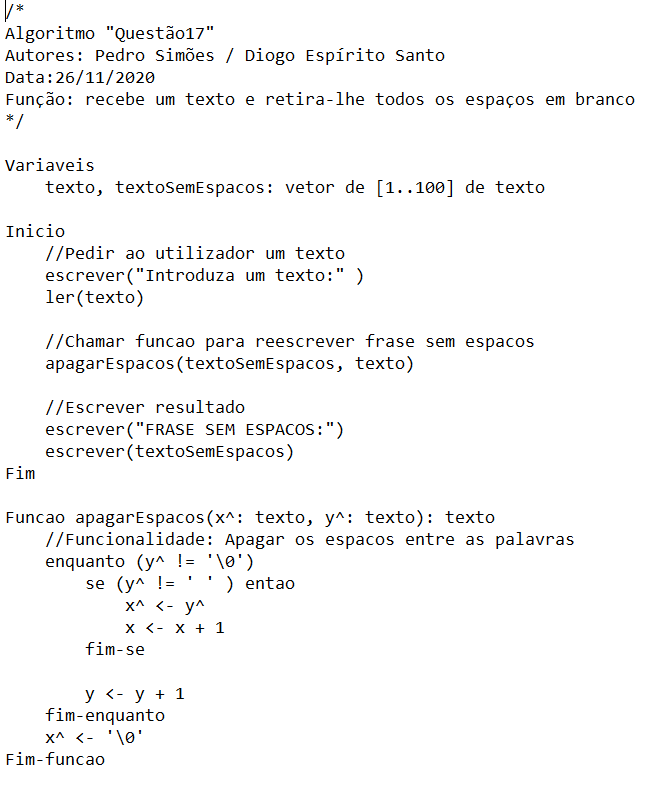 /*
Algoritmo "Questão17"
Autores: Pedro Simões / Diogo Espírito Santo
Data:26/11/2020
Função: recebe um texto e retira-lhe todos os espaços em branco
*/
Variaveis
texto, textoSemEspacos: vetor de [1..100] de texto
Inicio
//Pedir ao utilizador um texto
escrever("Introduza um texto:" )
ler(texto)
//Chamar funcao para reescrever frase sem espacos
apagarEspacos(textoSemEspacos, texto)
//Escrever resultado
escrever("FRASE SEM ESPACOS:")
escrever(textoSemEspacos)
Fim
Funcao apagarEspacos(x^: texto, y^: texto): texto
//Funcionalidade: Apagar os espacos entre as palavras
enquanto (y^ != '\0')
se (y^ != ' ' ) entao
x^ <- y^
x <- x + 1
fim-se
y <- y + 1
fim-enquanto
x^ <- '\0'
Fim-funcao